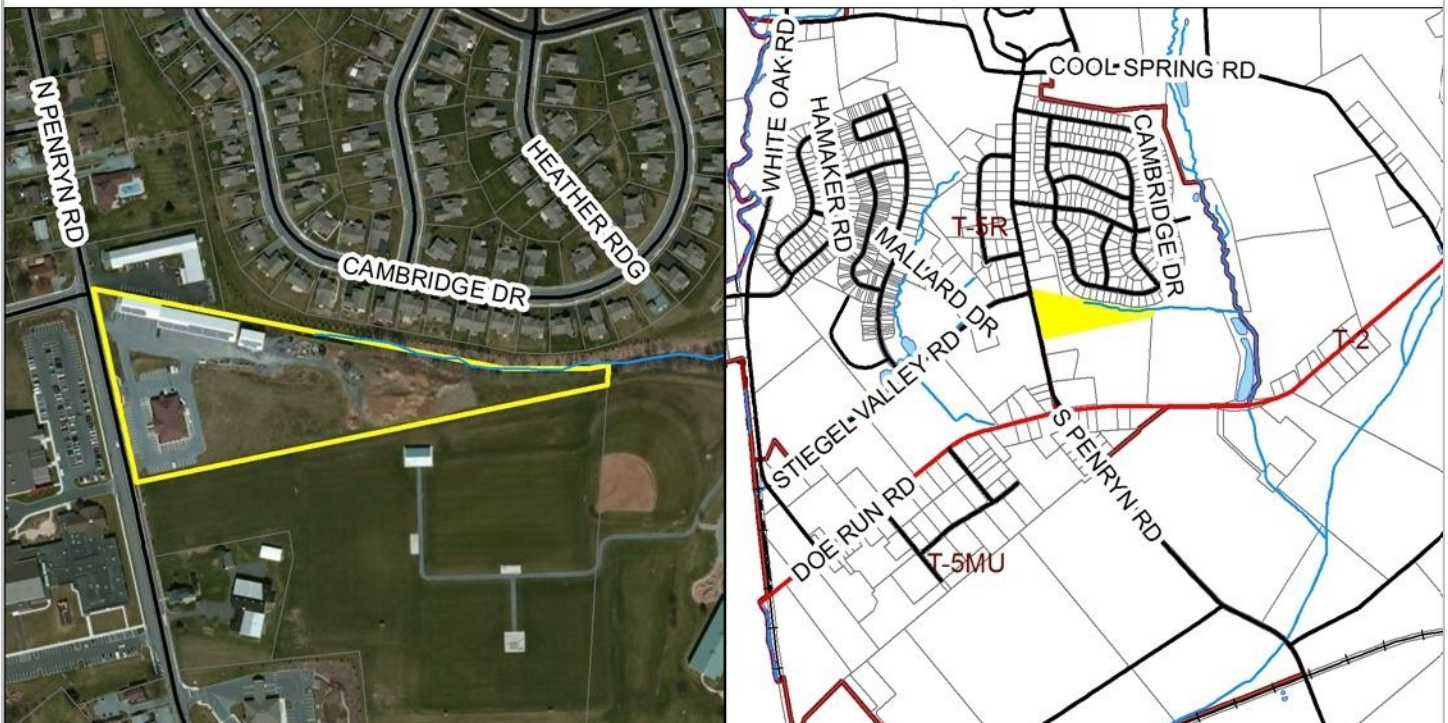 N PENRYN RD
HEATHER RDG
CAMBRIDGE DR
WHITE OAK RD
COOL SPRING RD
HAMAKER RD
CAMBRIDGE DR
T-5R
MALLARD DR
T-2
STIEGEL VALLEY RD
S PENRYN RD
DOE RUN RD
T-5MU